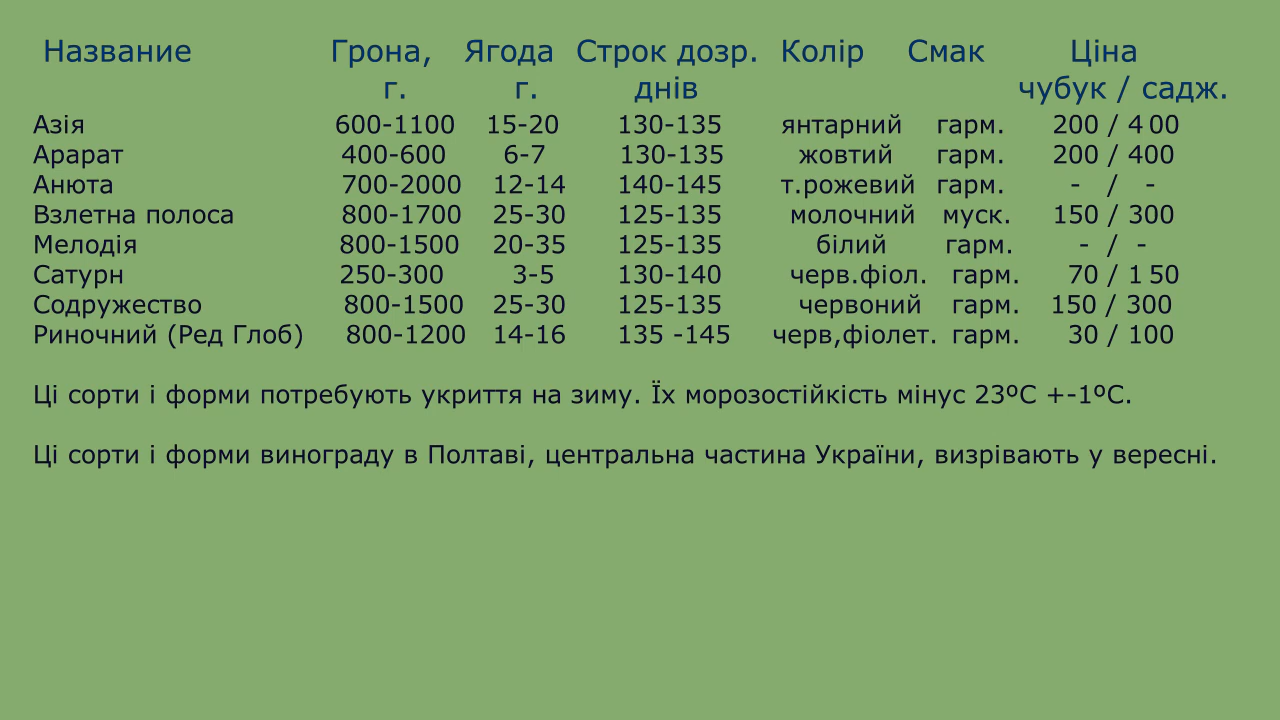 Название Грона, Ягода Строк дозр. Колір Смак Ціна
г. г. днів чубук / садж.
Азія 600-1100 15-20 130-135 янтарний гарм. 200 / 400
Арарат 400-600 6-7 130-135 жовтий гарм. 200 / 400
Анюта 700-2000 12-14 140-145 т.рожевий гарм. - / -
Взлетна полоса 800-1700 25-30 125-135 молочний муск. 150 / 300
Мелодія 800-1500 20-35 125-135 білий гарм. - / -
Сатурн 250-300 3-5 130-140 черв.фіол. гарм. 70 / 150
Содружество 800-1500 25-30 125-135 червоний гарм. 150 / 300
Риночний (Ред Глоб) 800-1200 14-16 135 -145 черв,фіолет. гарм. 30 / 100
Ці сорти і форми потребують укриття на зиму. Їх морозостійкість мінус 23ºС +-1ºС.
Ці сорти і форми винограду в Полтаві, центральна частина України, визрівають у вересні.